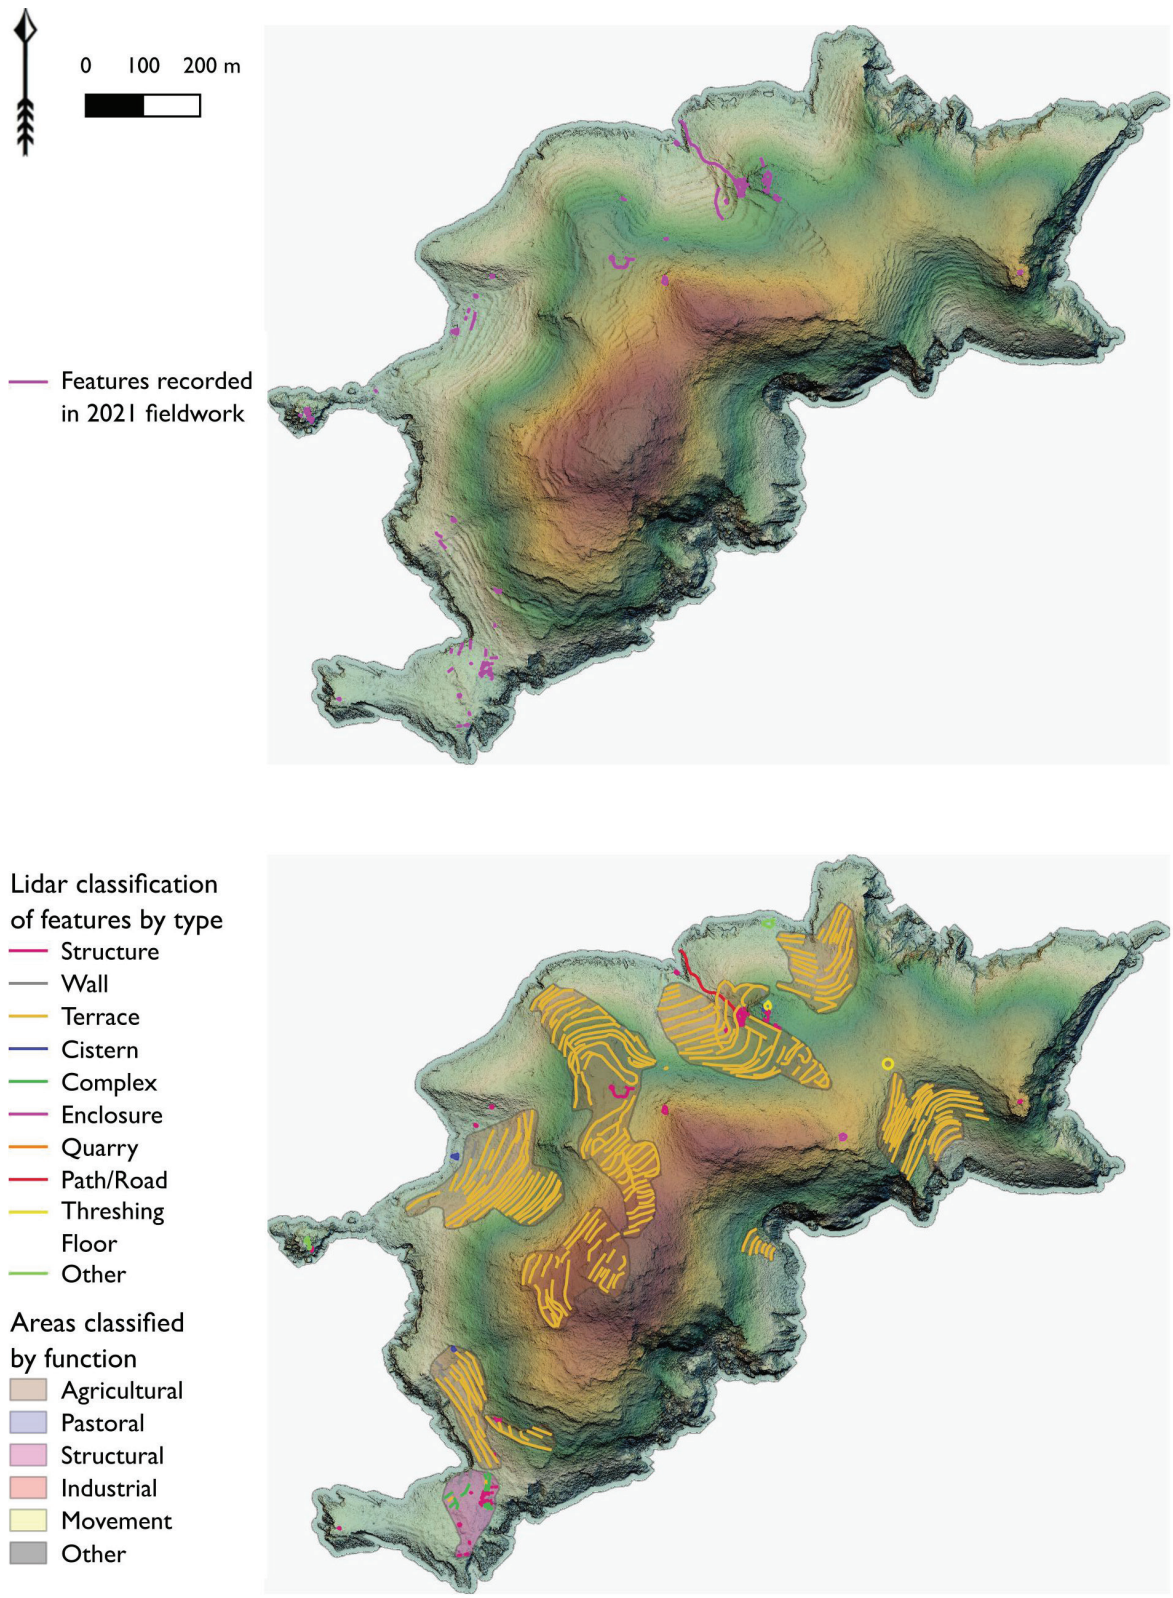 0 100 200 m
Features recorded
in 2021 fieldwork
Lidar classification
of features by type
Structure
Wall
Terrace
Cistern
Complex
Enclosure
Quarry
Path/Road
Threshing
Floor
Other
Areas classified
by function
Agricultural
Pastoral
Structural
Industrial
Movement
Other